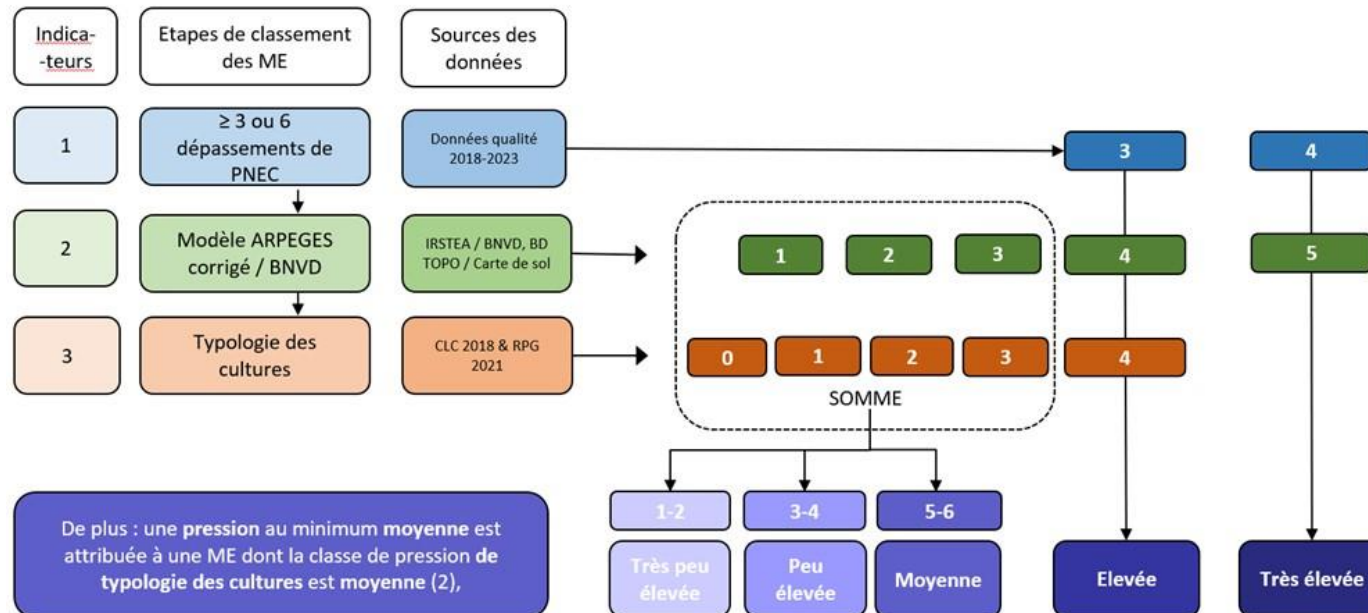 Indica-
-teurs
Etapes de classement
des ME
Sources des
données
1
≥ 3 ou 6
dépassements de
PNEC
Données qualité
2018-2023
3
4
2
Modèle ARPEGES
corrigé / BNVD
IRSTEA / BNVD, BD
TOPO / Carte de sol
1
2
3
4
5
3
Typologie des
cultures
CLC 2018 & RPG
2021
0
1
2
3
4
SOMME
De plus : une pression au minimum moyenne est
attribuée à une ME dont la classe de pression de
typologie des cultures est moyenne (2),
1-2
3-4
5-6
Très peu
élevée
Peu
élevée
Moyenne
Elevée
Très élevée